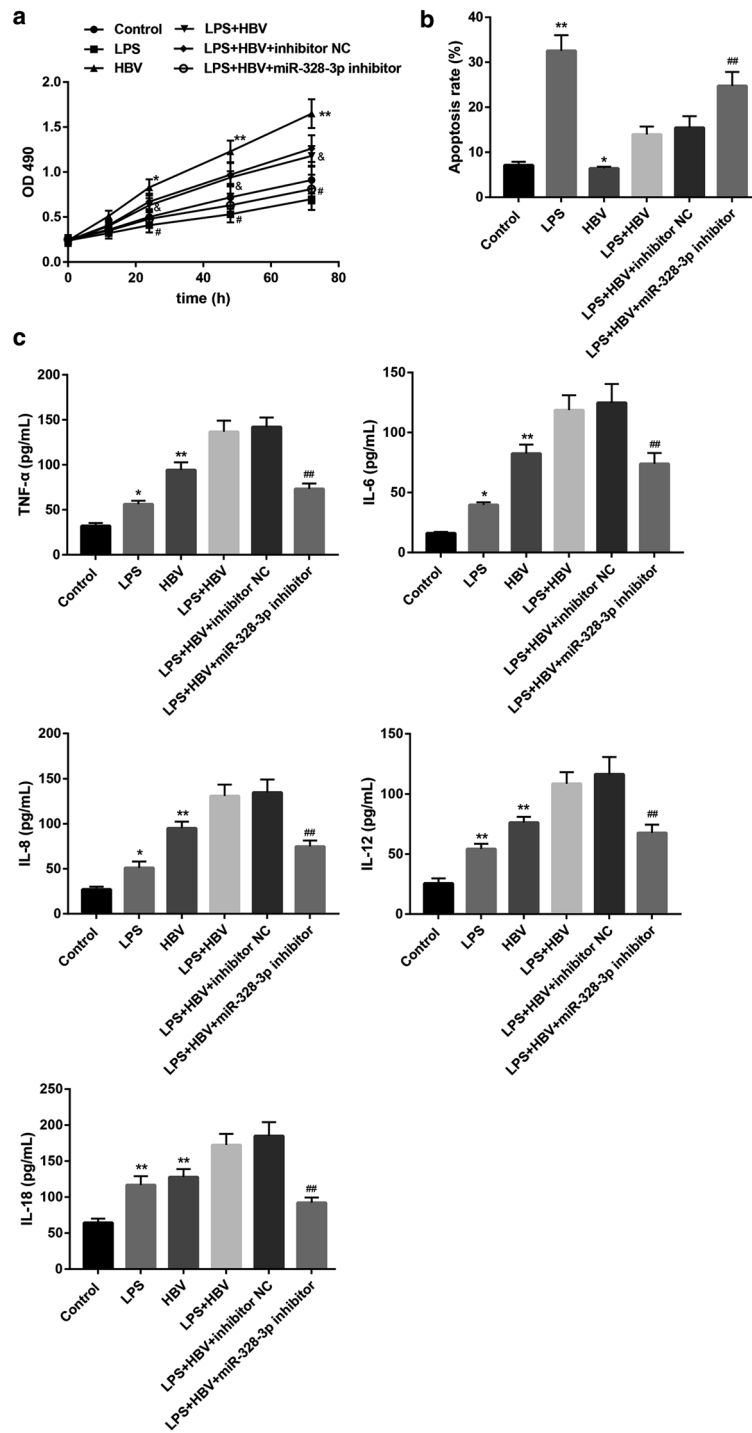 a
Control
LPS
HBV
LPS+HBV
LPS+HBV+inhibitor NC
LPS+HBV+miR-328-3p inhibitor
OD 490
2.0
1.5
1.0
0.5
0.0
0 20 40 60 80
time (h)
* ** **
& & &
# # #
b
Apoptosis rate (%)
40
30
20
10
0
** * ##
Control
LPS
HBV
LPS+HBV
LPS+HBV+inhibitor NC
LPS+HBV+miR-328-3p inhibitor
c
TNF-α (pg/mL)
200
150
100
50
0
* ** ##
Control
LPS
HBV
LPS+HBV
LPS+HBV+inhibitor NC
LPS+HBV+miR-328-3p inhibitor
IL-6 (pg/mL)
150
100
50
0
* ** ##
Control
LPS
HBV
LPS+HBV
LPS+HBV+inhibitor NC
LPS+HBV+miR-328-3p inhibitor
IL-8 (pg/mL)
200
150
100
50
0
* ** ##
Control
LPS
HBV
LPS+HBV
LPS+HBV+inhibitor NC
LPS+HBV+miR-328-3p inhibitor
IL-12 (pg/mL)
150
100
50
0
** ** ##
Control
LPS
HBV
LPS+HBV
LPS+HBV+inhibitor NC
LPS+HBV+miR-328-3p inhibitor
IL-18 (pg/mL)
250
200
150
100
50
0
** ** ##
Control
LPS
HBV
LPS+HBV
LPS+HBV+inhibitor NC
LPS+HBV+miR-328-3p inhibitor